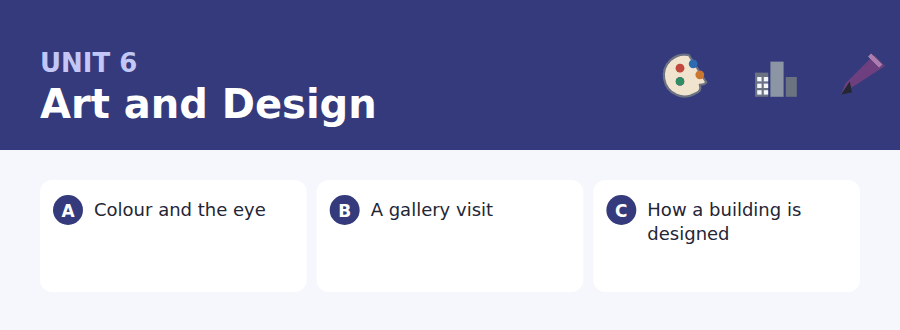 UNIT 6
Art and Design
A Colour and the eye
B A gallery visit
C How a building is
designed